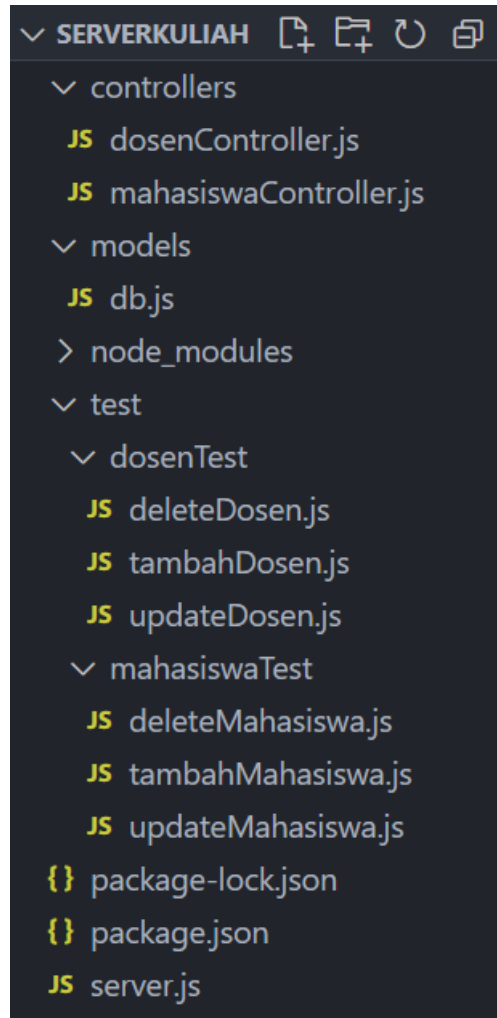 SERVERKULIAH
controllers
JS dosenController.js
JS mahasiswaController.js
models
JS db.js
node_modules
test
dosenTest
JS deleteDosen.js
JS tambahDosen.js
JS updateDosen.js
mahasiswaTest
JS deleteMahasiswa.js
JS tambahMahasiswa.js
JS updateMahasiswa.js
{} package-lock.json
{} package.json
JS server.js